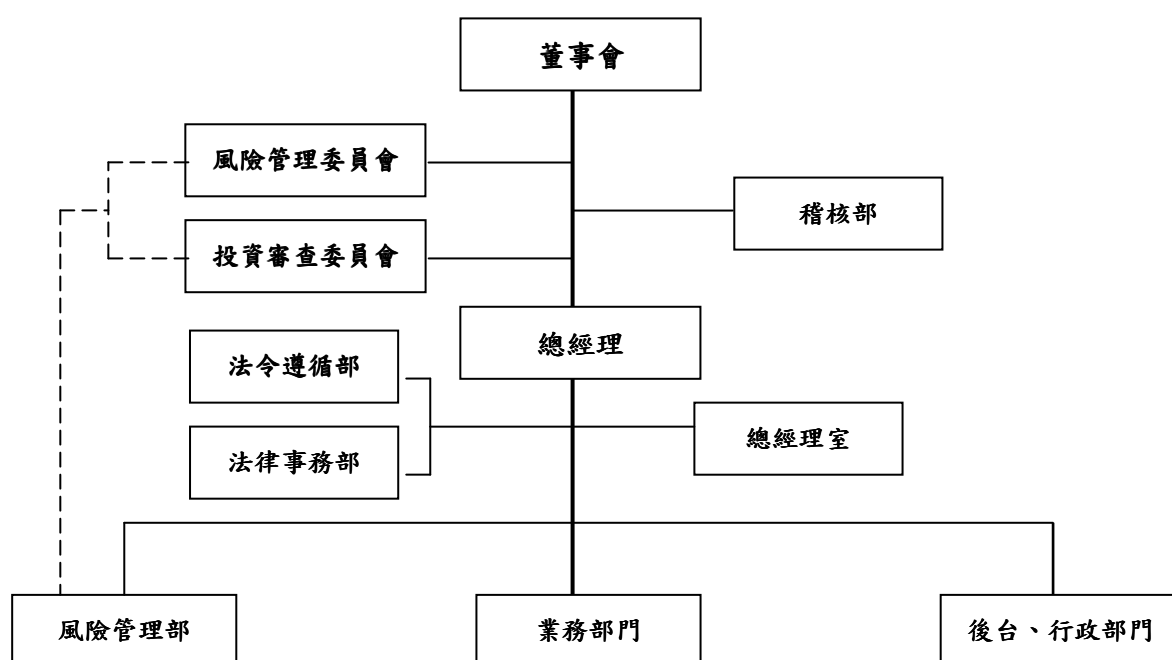 董事會
風險管理委員會
稽核部
投資審查委員會
總經理
法令遵循部
總經理室
法律事務部
風險管理部
業務部門
後台、行政部門